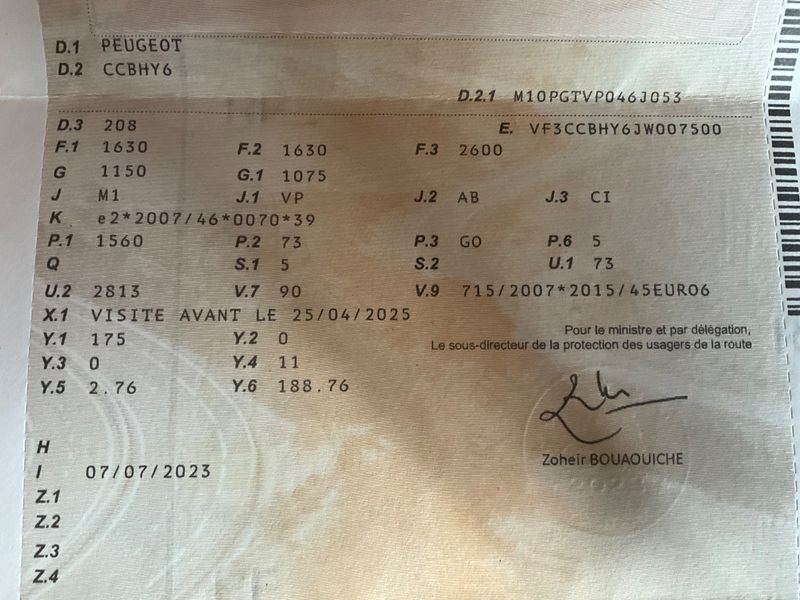 D.1 PEUGEOT
D.2 CCBHY6
D.2.1 M10PGTVP046J053
D.3 208
E. VF3CCBHY6JW007500
F.1 1630 F.2 1630 F.3 2600
G 1150 G.1 1075
J M1 J.1 VP J.2 AB J.3 CI
K e2*2007/46*0070*39
P.1 1560 P.2 73 P.3 GO P.6 5
Q S.1 5 S.2 U.1 73
U.2 2813 V.7 90 V.9 715/2007*2015/45EURO6
X.1 VISITE AVANT LE 25/04/2025
Y.1 175 Y.2 0
Pour le ministre et par délégation,
Le sous-directeur de la protection des usagers de la route
Y.3 0 Y.4 11
Y.5 2.76 Y.6 188.76
Zoheir BOUAOUICHE
H
I 07/07/2023
Z.1
Z.2
Z.3
Z.4